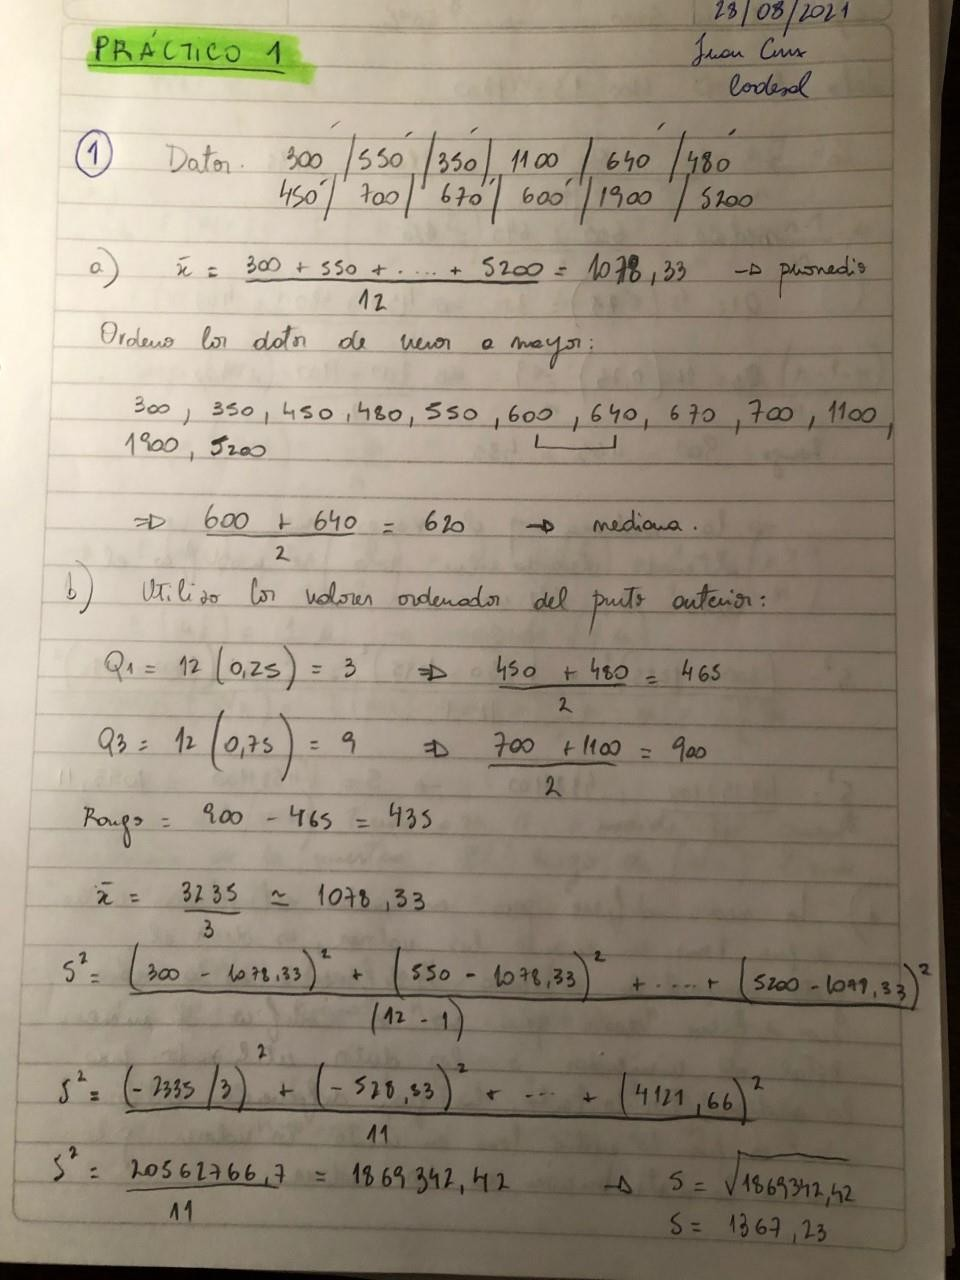 28/08/2021
PRÁCTICO 1
Juan Cruz
①
Datos. 300 / 550 / 350 / 1100 / 640 / 480
450 / 700 / 670 / 600 / 1900 / 5200
a) x̄ = (300 + 550 + .... + 5200) / 12 = 1078,33 → promedio
Ordeno los datos de menor a mayor:
300, 350, 450, 480, 550, 600, 640, 670, 700, 1100,
1900, 5200
⇒ (600 + 640) / 2 = 620 → mediana.
b) Utilizo los valores ordenados del punto anterior:
Q1 = 12 (0,25) = 3 ⇒ (450 + 480) / 2 = 465
Q3 = 12 (0,75) = 9 ⇒ (700 + 1100) / 2 = 900
Rango = 900 - 465 = 435
x̄ = 3235 / 3 ≃ 1078,33
S² = ((300 - 1078,33)² + (550 - 1078,33)² + ..... + (5200 - 1079,33)²) / (12 - 1)
S² = ((-2335/3)² + (-528,33)² + ... + (4121,66)²) / 11
S² = 20562766,7 / 11 = 1869342,42 → S = √1869342,42
S = 1367,23